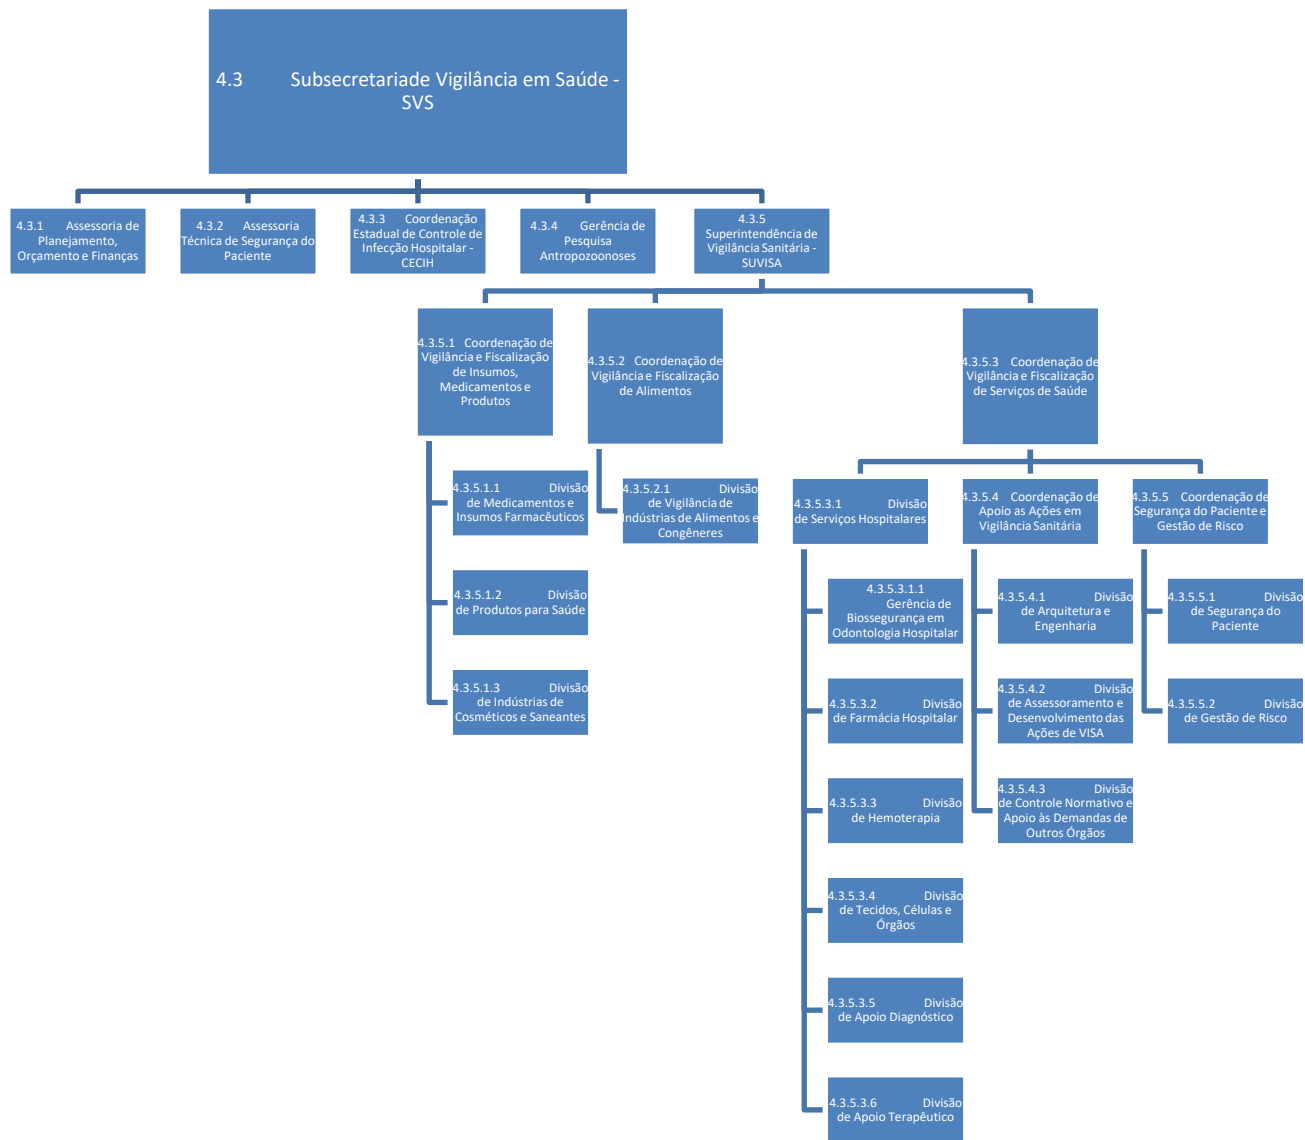 4.3 Subsecretariade Vigilância em Saúde -
SVS
4.3.1 Assessoria de
Planejamento,
Orçamento e Finanças
4.3.2 Assessoria
Técnica de Segurança do
Paciente
4.3.3 Coordenação
Estadual de Controle de
Infecção Hospitalar -
CECIH
4.3.4 Gerência de
Pesquisa
Antropozoonoses
4.3.5
Superintendência de
Vigilância Sanitária -
SUVISA
4.3.5.1 Coordenação de
Vigilância e Fiscalização
de Insumos,
Medicamentos e
Produtos
4.3.5.2 Coordenação de
Vigilância e Fiscalização
de Alimentos
4.3.5.3 Coordenação de
Vigilância e Fiscalização
de Serviços de Saúde
4.3.5.1.1 Divisão
de Medicamentos e
Insumos Farmacêuticos
4.3.5.1.2 Divisão
de Produtos para Saúde
4.3.5.1.3 Divisão
de Indústrias de
Cosméticos e Saneantes
4.3.5.2.1 Divisão
de Vigilância de
Indústrias de Alimentos e
Congêneres
4.3.5.3.1 Divisão
de Serviços Hospitalares
4.3.5.3.1.1
Gerência de
Biossegurança em
Odontologia Hospitalar
4.3.5.3.2 Divisão
de Farmácia Hospitalar
4.3.5.3.3 Divisão
de Hemoterapia
4.3.5.3.4 Divisão
de Tecidos, Células e
Órgãos
4.3.5.3.5 Divisão
de Apoio Diagnóstico
4.3.5.3.6 Divisão
de Apoio Terapêutico
4.3.5.4 Coordenação de
Apoio as Ações em
Vigilância Sanitária
4.3.5.4.1 Divisão
de Arquitetura e
Engenharia
4.3.5.4.2 Divisão
de Assessoramento e
Desenvolvimento das
Ações de VISA
4.3.5.4.3 Divisão
de Controle Normativo e
Apoio às Demandas de
Outros Órgãos
4.3.5.5 Coordenação de
Segurança do Paciente e
Gestão de Risco
4.3.5.5.1 Divisão
de Segurança do
Paciente
4.3.5.5.2 Divisão
de Gestão de Risco